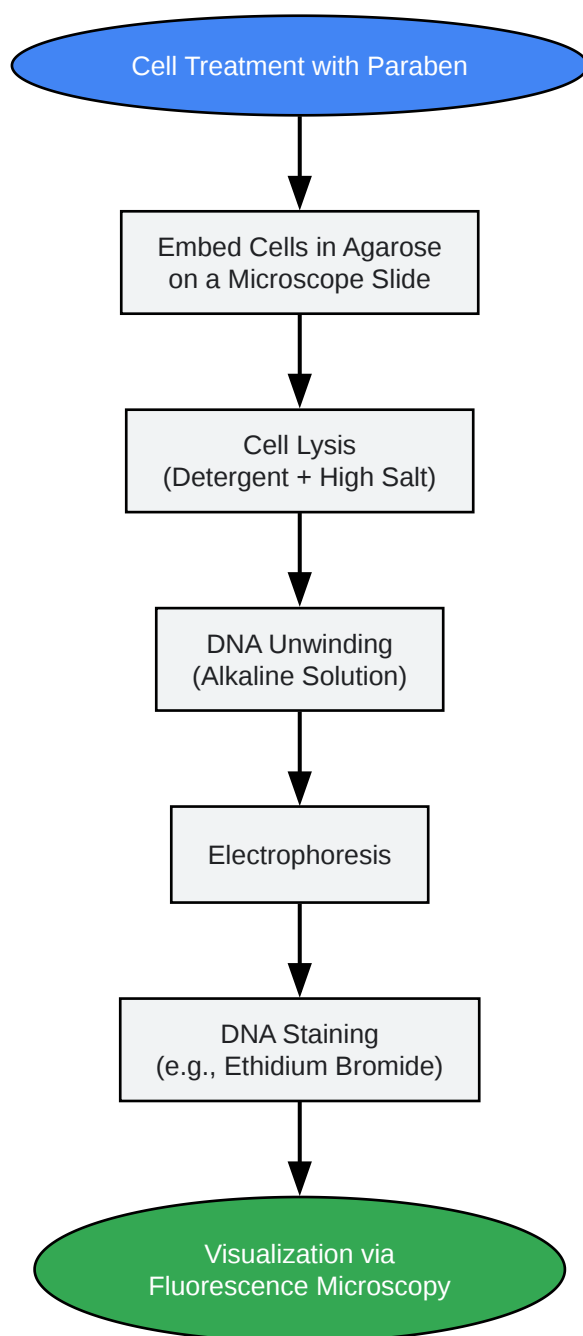 Cell Treatment with Paraben
Embed Cells in Agarose
on a Microscope Slide
Cell Lysis
(Detergent + High Salt)
DNA Unwinding
(Alkaline Solution)
Electrophoresis
DNA Staining
(e.g., Ethidium Bromide)
Visualization via
Fluorescence Microscopy